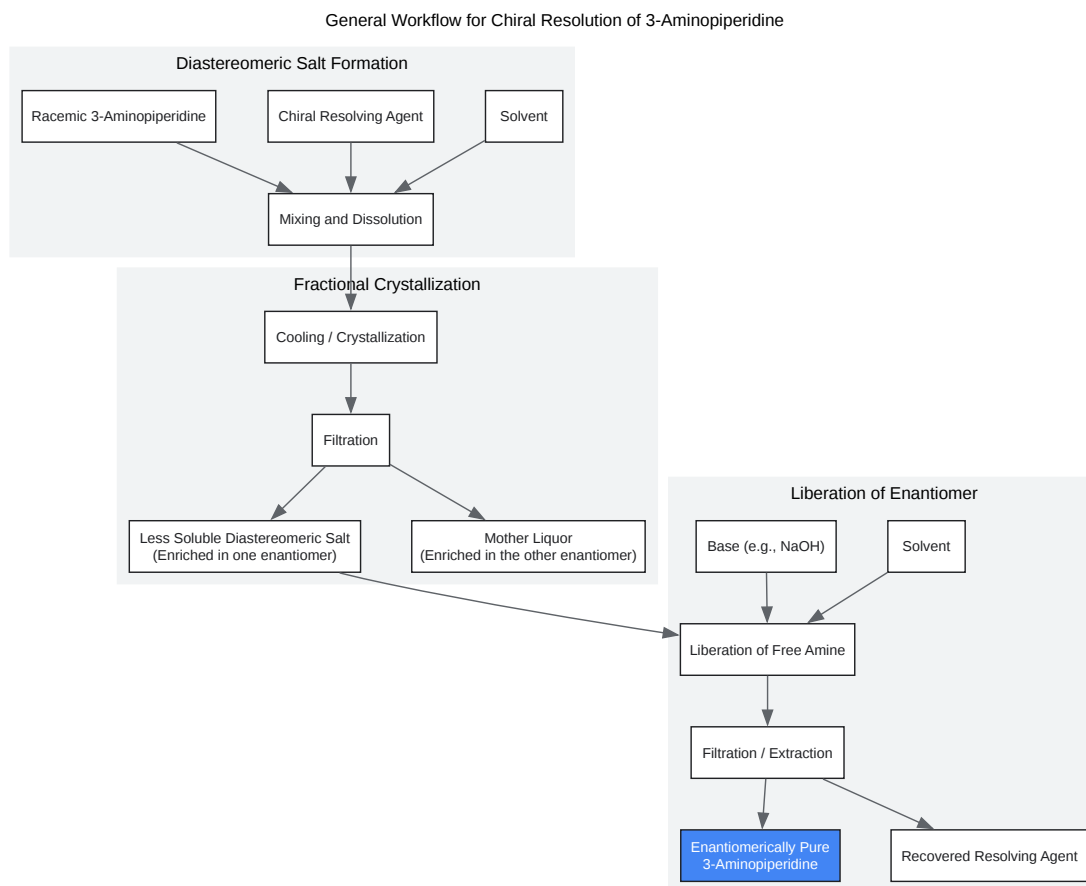 General Workflow for Chiral Resolution of 3-Aminopiperidine
Diastereomeric Salt Formation
Racemic 3-Aminopiperidine
Chiral Resolving Agent
Solvent
Mixing and Dissolution
Fractional Crystallization
Cooling / Crystallization
Filtration
Less Soluble Diastereomeric Salt
(Enriched in one enantiomer)
Mother Liquor
(Enriched in the other enantiomer)
Liberation of Enantiomer
Base (e.g., NaOH)
Solvent
Liberation of Free Amine
Filtration / Extraction
Enantiomerically Pure
3-Aminopiperidine
Recovered Resolving Agent